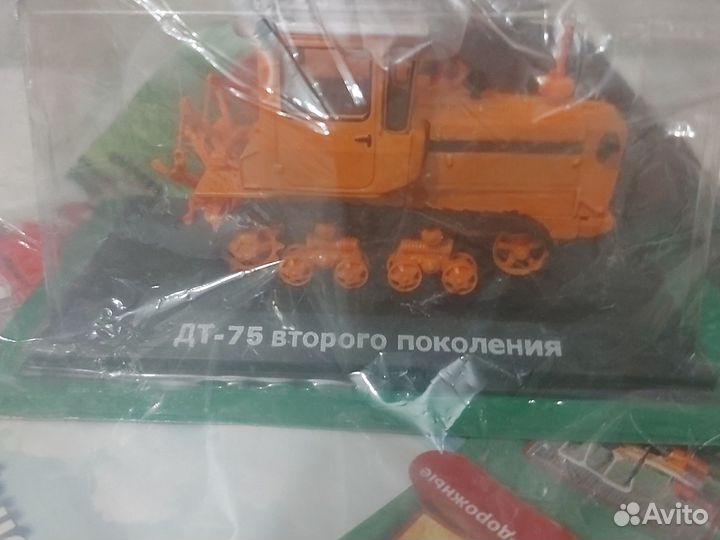 ДТ-75 второго поколения
дорожные
Avito